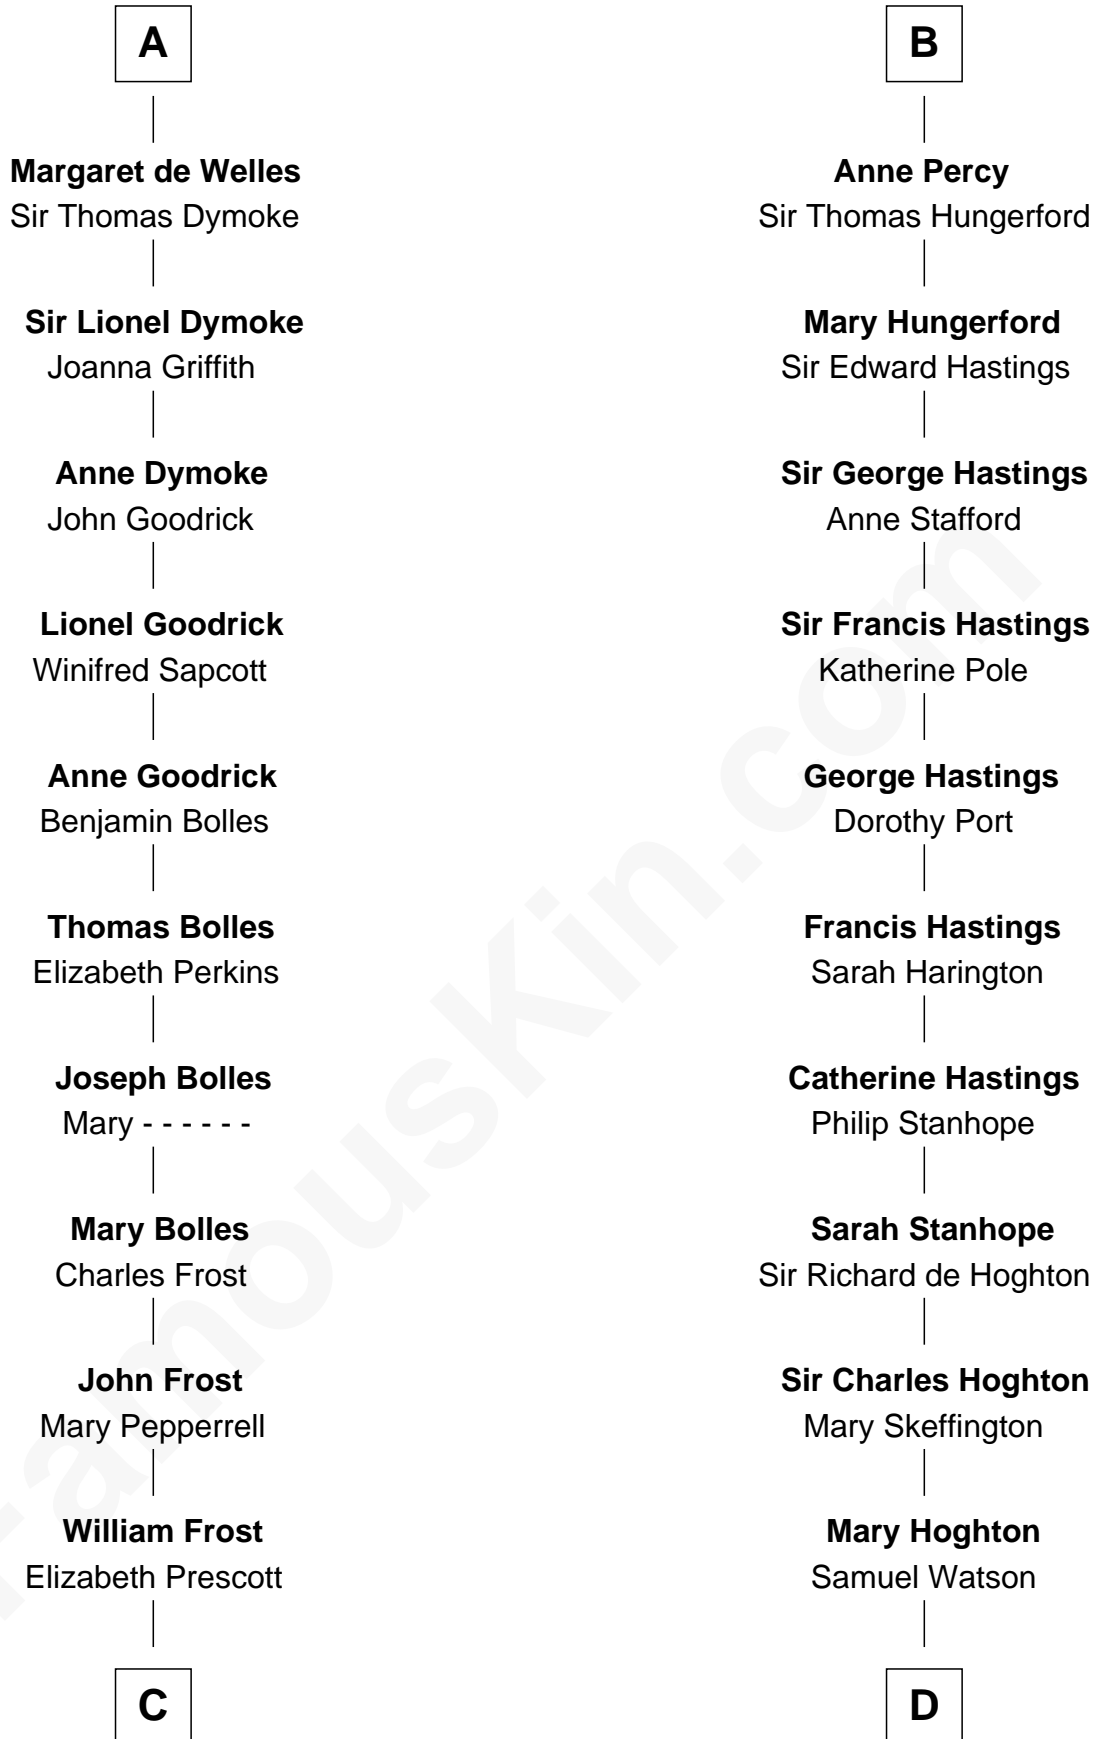 A
Margaret de Welles
Sir Thomas Dymoke
Sir Lionel Dymoke
Joanna Griffith
Anne Dymoke
John Goodrick
Lionel Goodrick
Winifred Sapcott
Anne Goodrick
Benjamin Bolles
Thomas Bolles
Elizabeth Perkins
Joseph Bolles
Mary - - - - - -
Mary Bolles
Charles Frost
John Frost
Mary Pepperrell
William Frost
Elizabeth Prescott
C
B
Anne Percy
Sir Thomas Hungerford
Mary Hungerford
Sir Edward Hastings
Sir George Hastings
Anne Stafford
Sir Francis Hastings
Katherine Pole
George Hastings
Dorothy Port
Francis Hastings
Sarah Harington
Catherine Hastings
Philip Stanhope
Sarah Stanhope
Sir Richard de Hoghton
Sir Charles Hoghton
Mary Skeffington
Mary Hoghton
Samuel Watson
D
FamousKin.com